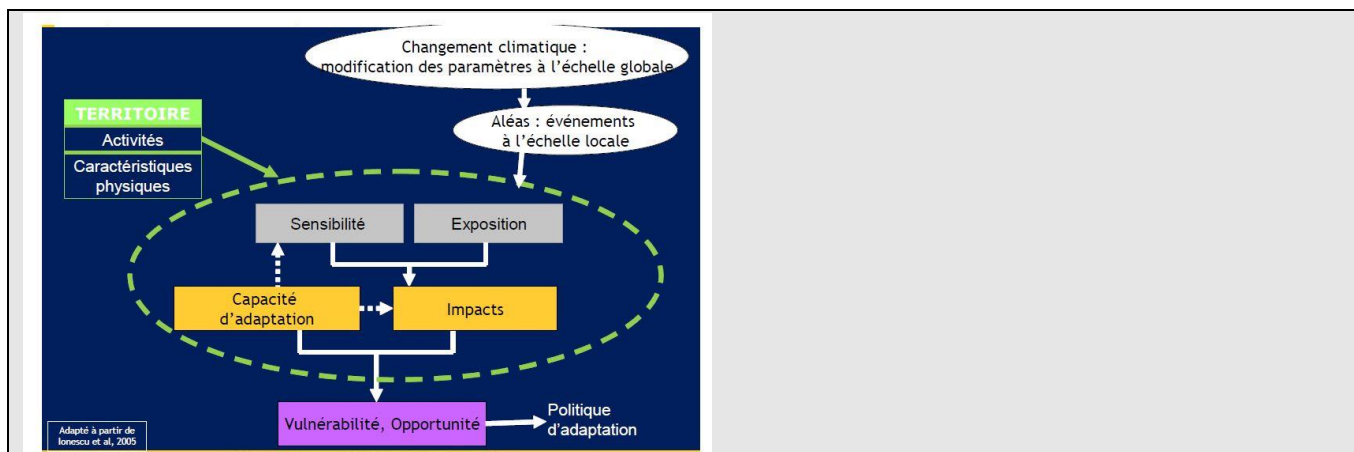 Changement climatique :
modification des paramètres à l'échelle globale
TERRITOIRE
Activités
Caractéristiques
physiques
Aléas : événements
à l'échelle locale
Sensibilité
Exposition
Capacité
d'adaptation
Impacts
Vulnérabilité, Opportunité
Politique
d'adaptation
Adapté à partir de
Ionescu et al, 2005